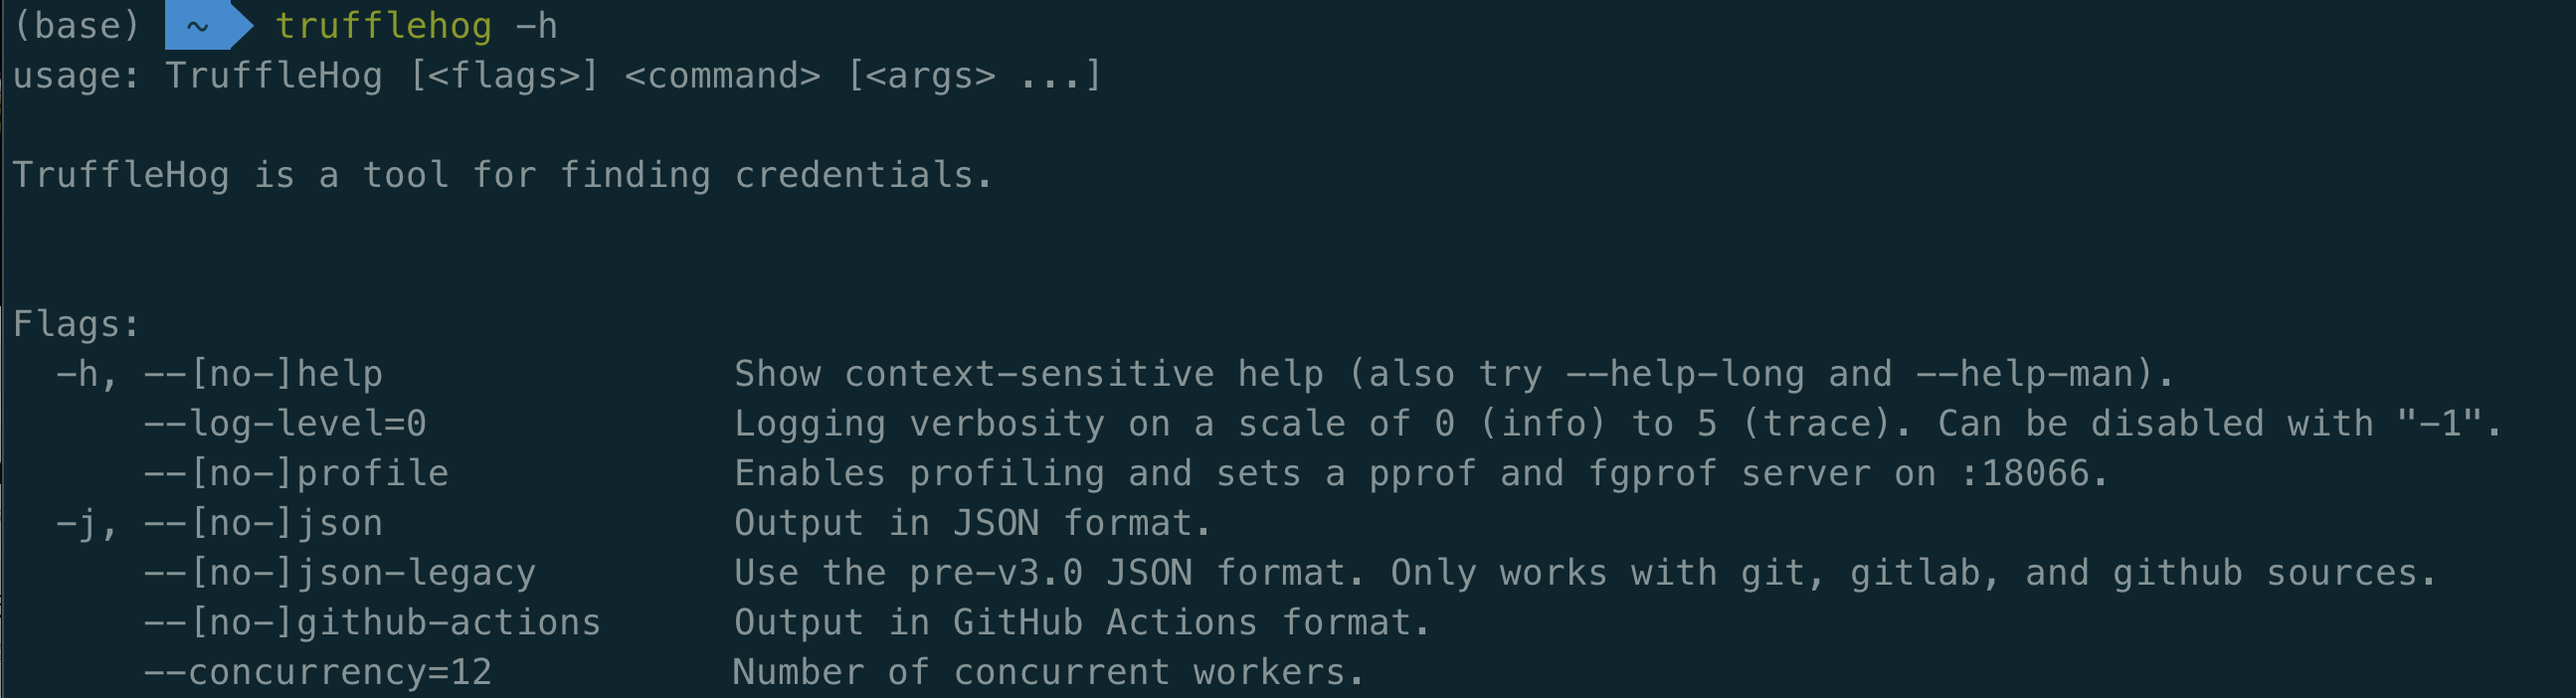 (base) ~ trufflehog -h
usage: TruffleHog [<flags>] <command> [<args> ...]
TruffleHog is a tool for finding credentials.
Flags:
-h, --[no-]help Show context-sensitive help (also try --help-long and --help-man).
--log-level=0 Logging verbosity on a scale of 0 (info) to 5 (trace). Can be disabled with "-1".
--[no-]profile Enables profiling and sets a pprof and fgprof server on :18066.
-j, --[no-]json Output in JSON format.
--[no-]json-legacy Use the pre-v3.0 JSON format. Only works with git, gitlab, and github sources.
--[no-]github-actions Output in GitHub Actions format.
--concurrency=12 Number of concurrent workers.